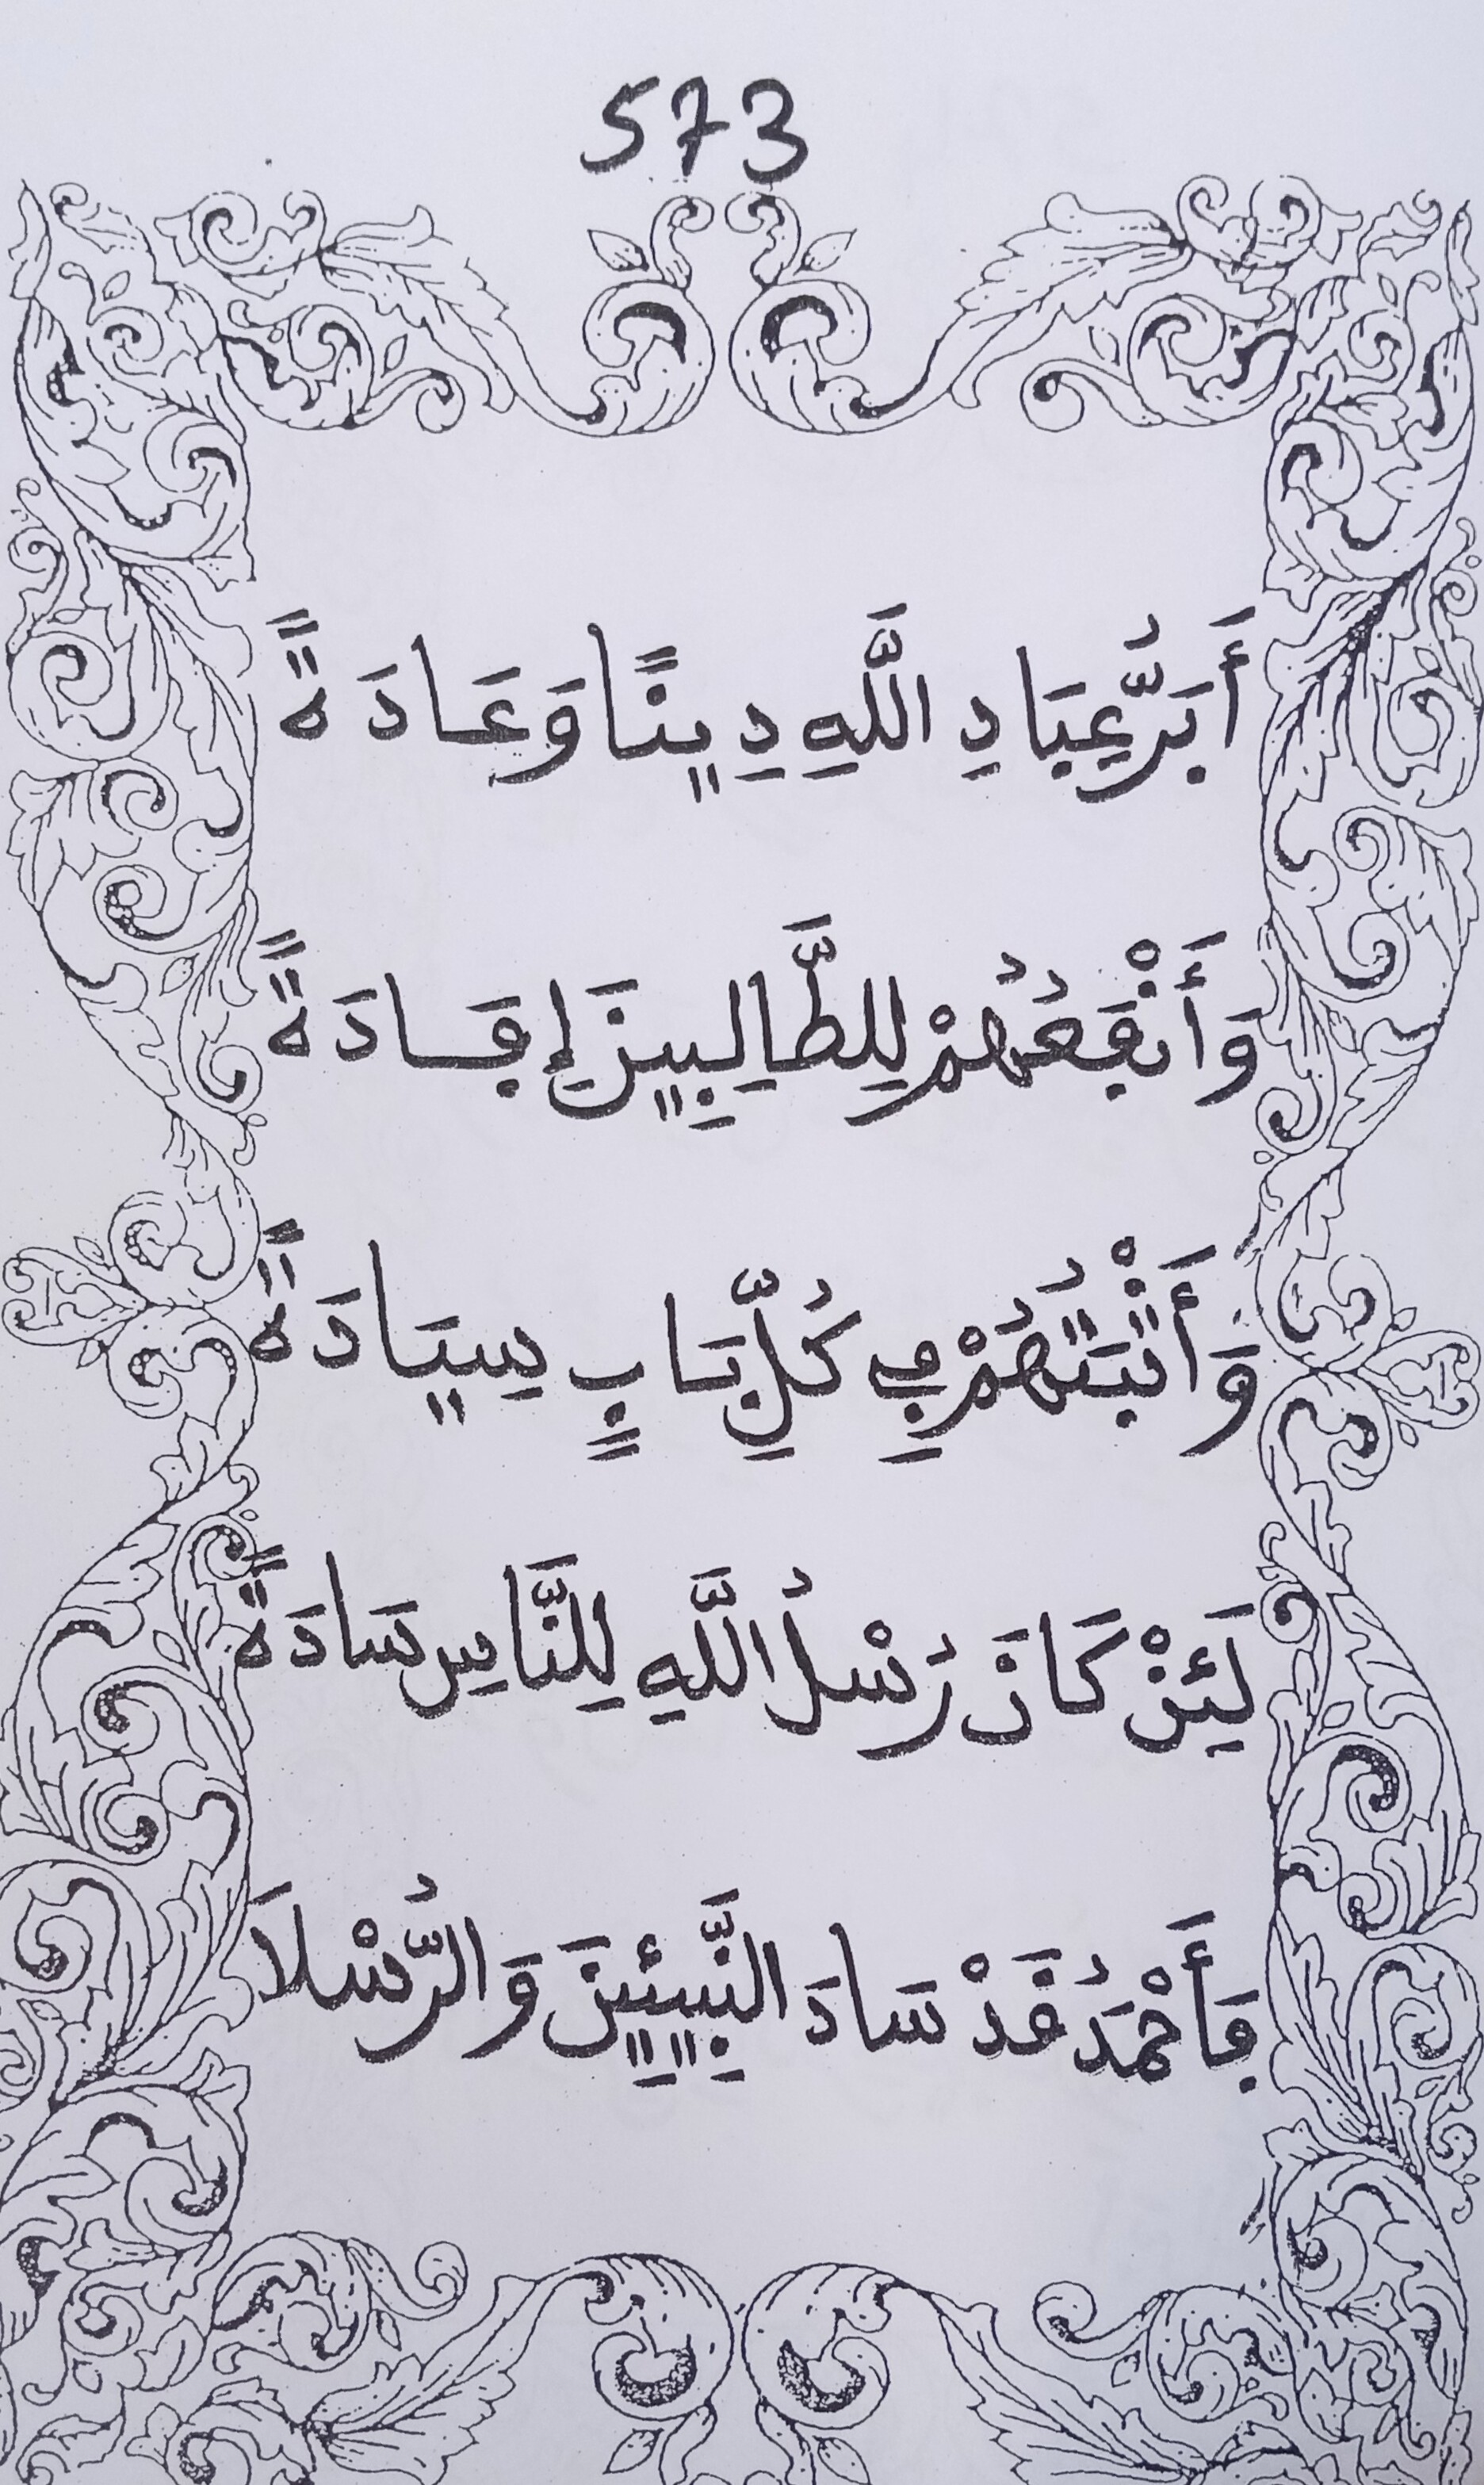 573
أَبَرُّ عِبَادِ اللَّهِ دِينًا وَعَادَةً
وَأَنْفَعُهُمْ لِلطَّالِبِينَ إِفَادَةً
وَأَثْبَتُهُمْ فِي كُلِّ بَابٍ سِيَادَةً
لَئِنْ كَانَ رُسْلُ اللَّهِ لِلنَّاسِ سَادَةً
فَأَحْمَدُ قَدْ سَادَ النَّبِيئِينَ وَالرُّسْلَا